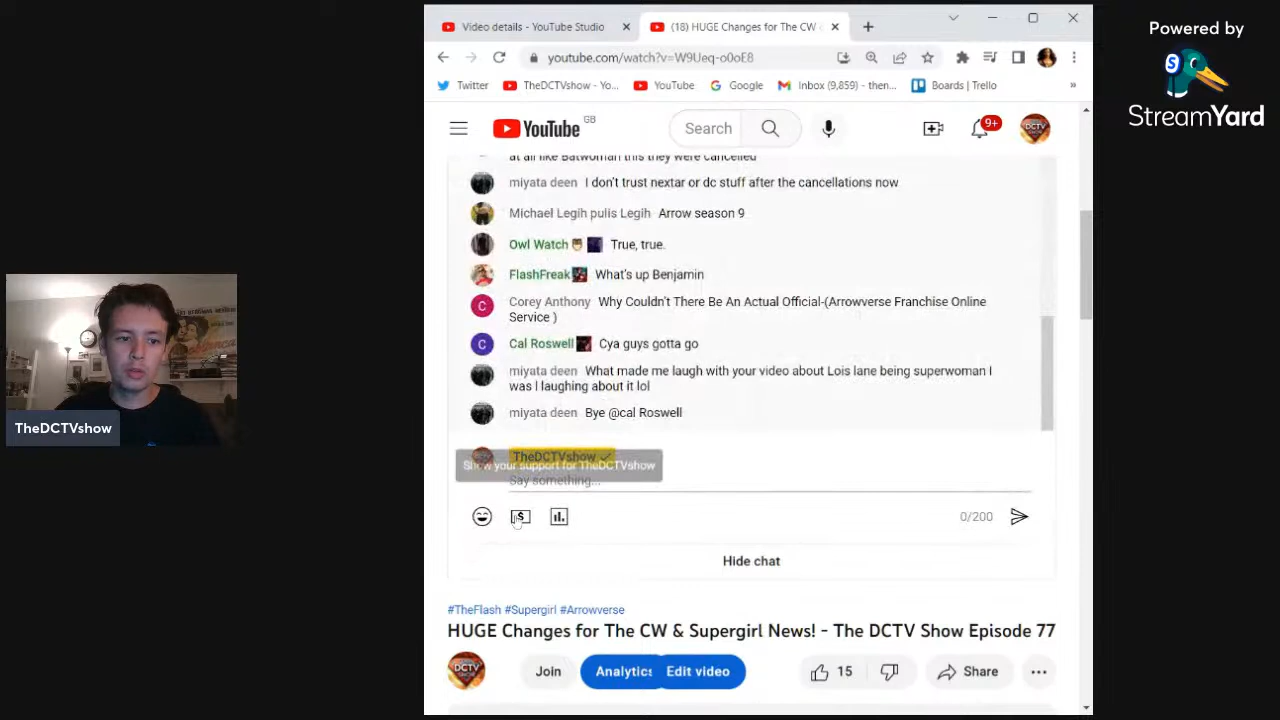 Video details - YouTube Studio
(18) HUGE Changes for The CW
youtube.com/watch?v=W9Ueq-o0oE8
Twitter
TheDCTVshow - Yo...
YouTube
Google
Inbox (9,859) - then...
Boards | Trello
»
YouTube GB
Search
9+
at all like Batwoman this they were cancelled
miyata deen I don't trust nextar or dc stuff after the cancellations now
Michael Legih pulis Legih Arrow season 9
Owl Watch True, true.
FlashFreak What's up Benjamin
Corey Anthony Why Couldn't There Be An Actual Official-(Arrowverse Franchise Online
Service )
Cal Roswell Cya guys gotta go
miyata deen What made me laugh with your video about Lois lane being superwoman I
was I laughing about it lol
miyata deen Bye @cal Roswell
TheDCTVshow
Show your support for TheDCTVshow
Say something...
0/200
Hide chat
#TheFlash #Supergirl #Arrowverse
HUGE Changes for The CW & Supergirl News! - The DCTV Show Episode 77
DCTV
Join
Analytics
Edit video
15
Share
TheDCTVshow
Powered by
S
StreamYard